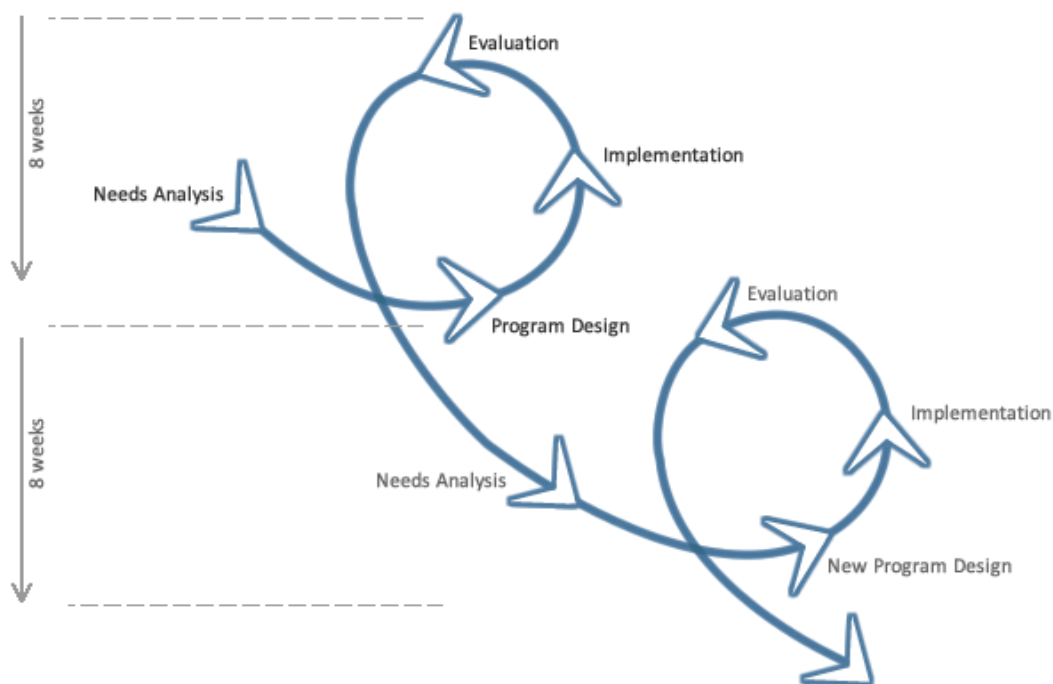 Evaluation
8 weeks
Implementation
Needs Analysis
Program Design
Evaluation
8 weeks
Implementation
Needs Analysis
New Program Design